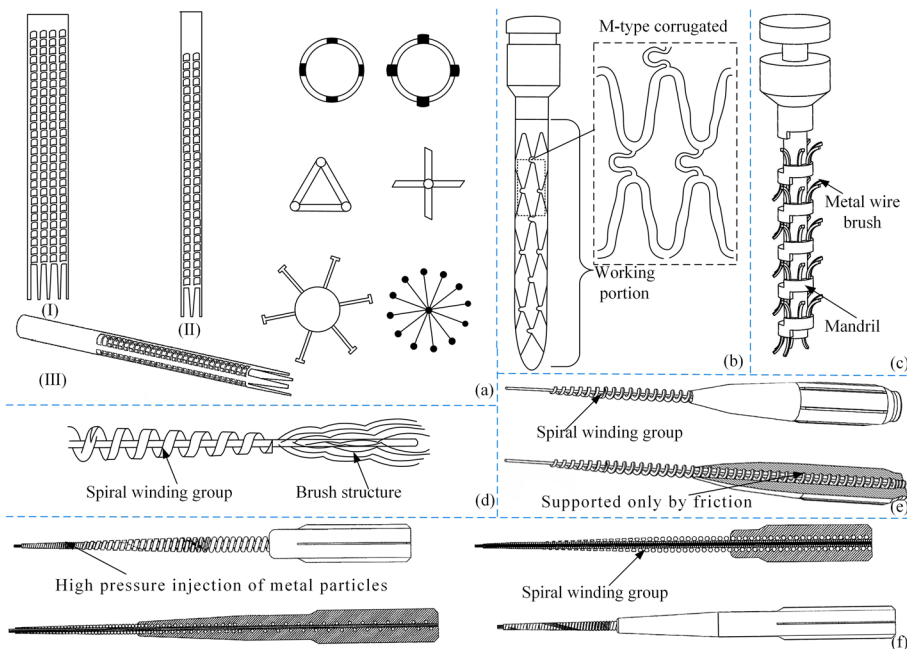 (I)
(II)
(III)
(a)
M-type corrugated
Working
portion
(b)
Metal wire
brush
Mandril
(c)
Spiral winding group
Brush structure
(d)
Spiral winding group
Supported only by friction
(e)
High pressure injection of metal particles
Spiral winding group
(f)